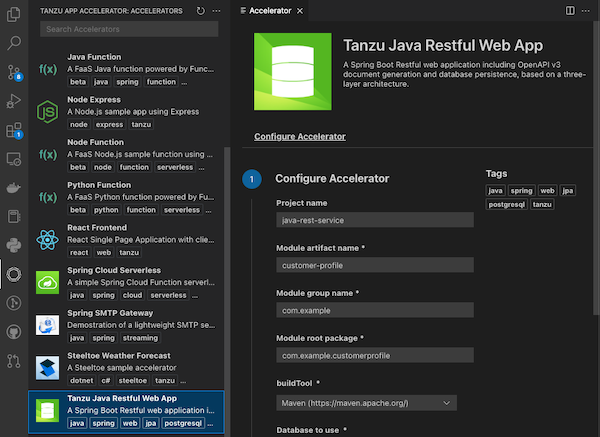 TANZU APP ACCELERATOR: ACCELERATORS
Search Accelerators
Java Function
A FaaS Java function powered by Func...
beta java spring function ...
Node Express
A Node.js sample app using Express
node express tanzu
Node Function
A FaaS Node.js sample function using ...
beta node function serverless ...
Python Function
A FaaS Python function powered by Fu...
beta python function serverless ...
React Frontend
React Single Page Application with clie...
react web tanzu
Spring Cloud Serverless
A simple Spring Cloud Function serverl...
java spring cloud serverless ...
Spring SMTP Gateway
Demostration of a lightweight SMTP se...
java spring streaming
Steeltoe Weather Forecast
A Steeltoe sample accelerator
dotnet c# steeltoe tanzu ...
Tanzu Java Restful Web App
A Spring Boot Restful web application i...
java spring web jpa postgresql ...
Accelerator
Tanzu Java Restful Web App
A Spring Boot Restful web application including OpenAPI v3
document generation and database persistence, based on a three-
layer architecture.
Configure Accelerator
1
Configure Accelerator
Project name
java-rest-service
Module artifact name *
customer-profile
Module group name *
com.example
Module root package *
com.example.customerprofile
buildTool *
Maven (https://maven.apache.org/)
Database to use *
Tags
java spring web jpa
postgresql tanzu
f(x)
f(x)
f(x)
JS
6
1